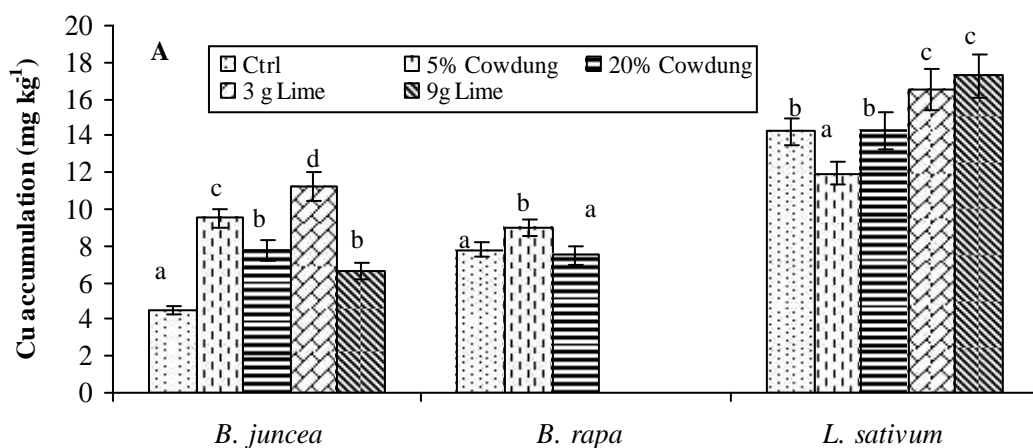 A
Ctrl 5% Cowdung 20% Cowdung
3 g Lime 9g Lime
Cu accumulation (mg kg-1)
20
18
16
14
12
10
8
6
4
2
0
a
c
b
d
b
a
b
a
b
a
b
c
c
B. juncea B. rapa L. sativum